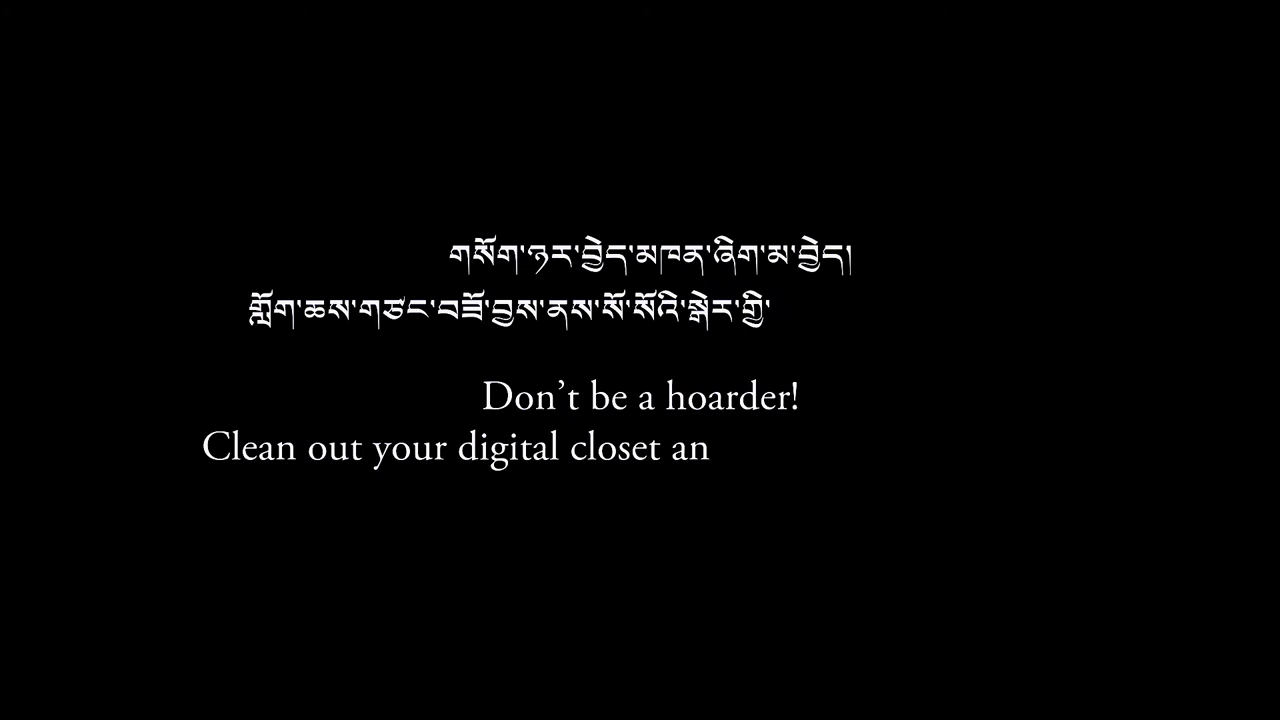 གསོག་ཉར་བྱེད་མཁན་ཞིག་མ་བྱེད།
གློག་ཆས་གཙང་བཟོ་བྱས་ནས་སོ་སོའི་སྒེར་གྱི་
Don’t be a hoarder!
Clean out your digital closet an